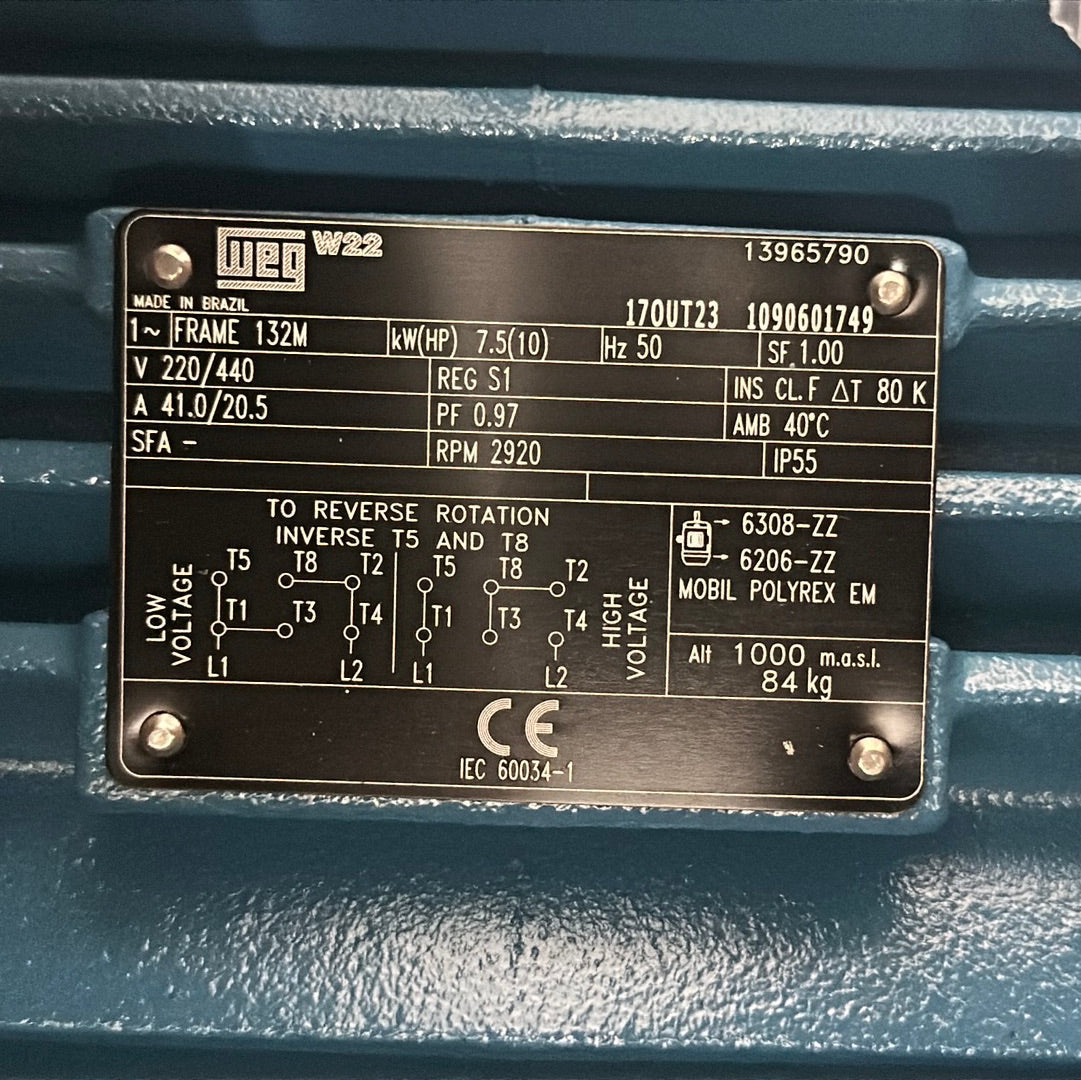 WEG W22 13965790
MADE IN BRAZIL 17OUT23 1090601749
1~ FRAME 132M kW(HP) 7.5(10) Hz 50 SF 1.00
V 220/440 REG S1 INS CL.F ΔT 80 K
A 41.0/20.5 PF 0.97 AMB 40°C
SFA - RPM 2920 IP55
TO REVERSE ROTATION
INVERSE T5 AND T8
LOW
VOLTAGE
T5 T8 T2
T1 T3 T4
L1 L2
T5 T8 T2
T1 T3 T4
L1 L2
HIGH
VOLTAGE
6308-ZZ
6206-ZZ
MOBIL POLYREX EM
Alt 1000 m.a.s.l.
84 kg
CE
IEC 60034-1